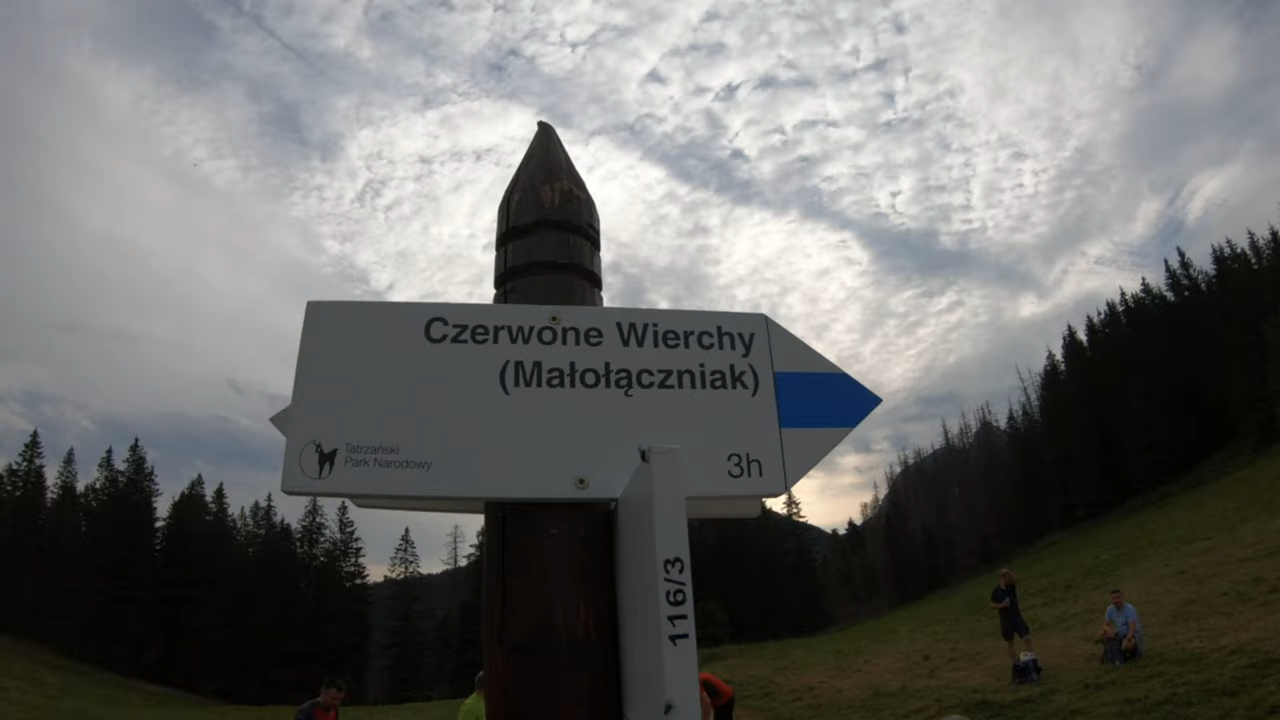 Czerwone Wierchy
(Małołączniak)
Tatrzański
Park Narodowy
3h
116/3